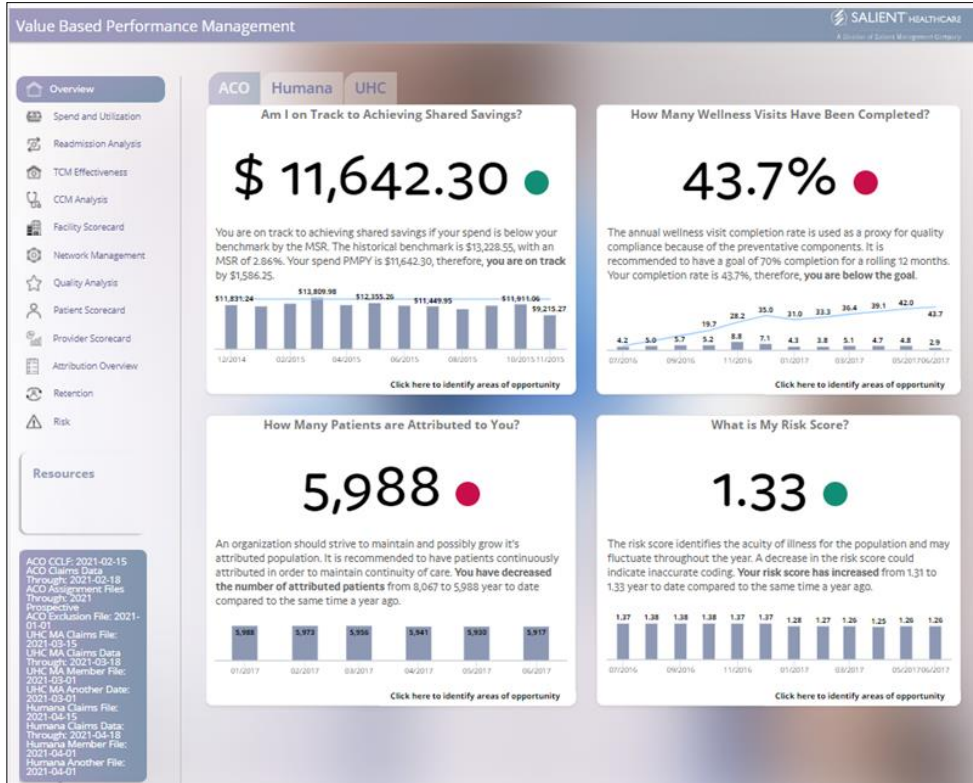 Value Based Performance Management
SALIENT HEALTHCARE
A Division of Salient Management Company
Overview
Spend and Utilization
Readmission Analysis
TCM Effectiveness
CCM Analysis
Facility Scorecard
Network Management
Quality Analysis
Patient Scorecard
Provider Scorecard
Attribution Overview
Retention
Risk
Resources
ACO CCLF: 2021-02-15
ACO Claims Data
Through: 2021-02-18
ACO Assignment Files
Through: 2021
Prospective
ACO Exclusion File: 2021-
01-01
UHC MA Claims File:
2021-03-15
UHC MA Claims Data
Through: 2021-03-18
UHC MA Member File:
2021-03-01
UHC MA Another Date:
2021-03-01
Humana Claims File:
2021-04-15
Humana Claims Data:
Through: 2021-04-18
Humana Member File:
2021-04-01
Humana Another File:
2021-04-01
ACO Humana UHC
Am I on Track to Achieving Shared Savings?
$ 11,642.30
You are on track to achieving shared savings if your spend is below your
benchmark by the MSR. The historical benchmark is $13,228.55, with an
MSR of 2.86%. Your spend PMPY is $11,642.30, therefore, you are on track
by $1,586.25.
$11,831.24 $13,809.98 $12,355.26 $11,449.95 $11,911.06 $9,215.27
12/2014 02/2015 04/2015 06/2015 08/2015 10/2015 11/2015
Click here to identify areas of opportunity
How Many Wellness Visits Have Been Completed?
43.7%
The annual wellness visit completion rate is used as a proxy for quality
compliance because of the preventative components. It is
recommended to have a goal of 70% completion for a rolling 12 months.
Your completion rate is 43.7%, therefore, you are below the goal.
19.7 28.2 35.0 31.0 33.3 36.4 39.1 42.0 43.7
4.2 5.0 5.7 5.2 8.8 7.1 4.3 3.8 5.1 4.7 4.8 2.9
07/2016 09/2016 11/2016 01/2017 03/2017 05/2017 06/2017
Click here to identify areas of opportunity
How Many Patients are Attributed to You?
5,988
An organization should strive to maintain and possibly grow it's
attributed population. It is recommended to have patients continuously
attributed in order to maintain continuity of care. You have decreased
the number of attributed patients from 8,067 to 5,988 year to date
compared to the same time a year ago.
5,988 5,973 5,956 5,941 5,930 5,917
01/2017 02/2017 03/2017 04/2017 05/2017 06/2017
Click here to identify areas of opportunity
What is My Risk Score?
1.33
The risk score identifies the acuity of illness for the population and may
fluctuate throughout the year. A decrease in the risk score could
indicate inaccurate coding. Your risk score has increased from 1.31 to
1.33 year to date compared to the same time a year ago.
1.37 1.38 1.38 1.38 1.37 1.37 1.28 1.27 1.26 1.25 1.26 1.26
07/2016 09/2016 11/2016 01/2017 03/2017 05/2017 06/2017
Click here to identify areas of opportunity